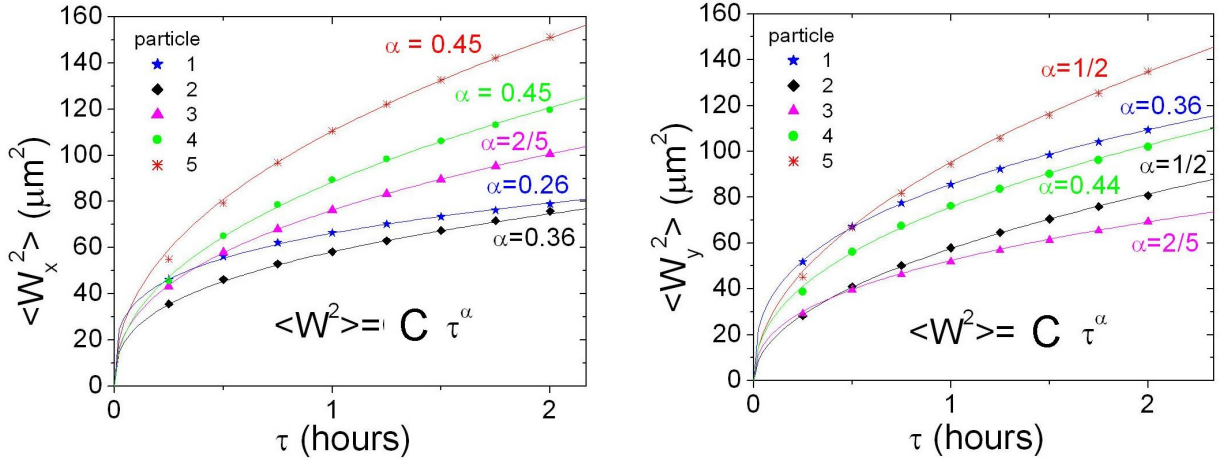 160
140
120
100
80
60
40
20
0
0
1
2
<W_x^2> (μm^2)
τ (hours)
particle
1
2
3
4
5
α = 0.45
α = 0.45
α=2/5
α=0.26
α=0.36
<W^2>= C τ^α
160
140
120
100
80
60
40
20
0
0
1
2
<W_y^2> (μm^2)
τ (hours)
particle
1
2
3
4
5
α=1/2
α=0.36
α=1/2
α=0.44
α=2/5
<W^2>= C τ^α